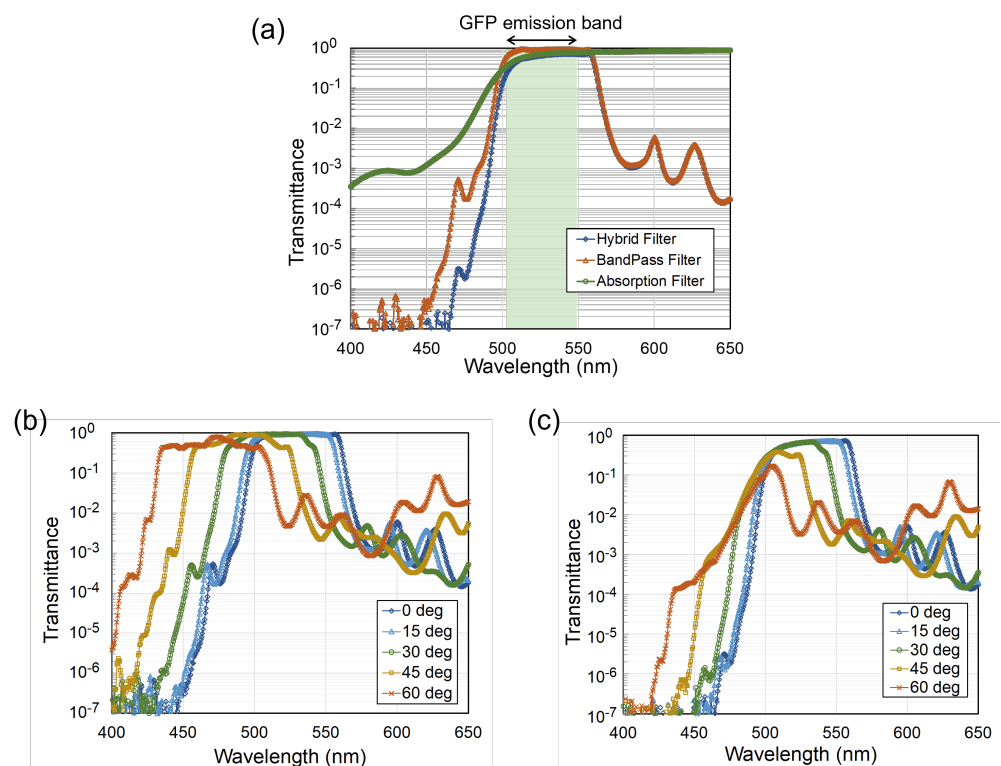 (a)
GFP emission band
10⁰
10⁻¹
10⁻²
10⁻³
10⁻⁴
10⁻⁵
10⁻⁶
10⁻⁷
Transmittance
Hybrid Filter
BandPass Filter
Absorption Filter
400 450 500 550 600 650
Wavelength (nm)
(b)
10⁰
10⁻¹
10⁻²
10⁻³
10⁻⁴
10⁻⁵
10⁻⁶
10⁻⁷
Transmittance
0 deg
15 deg
30 deg
45 deg
60 deg
400 450 500 550 600 650
Wavelength (nm)
(c)
10⁰
10⁻¹
10⁻²
10⁻³
10⁻⁴
10⁻⁵
10⁻⁶
10⁻⁷
Transmittance
0 deg
15 deg
30 deg
45 deg
60 deg
400 450 500 550 600 650
Wavelength (nm)